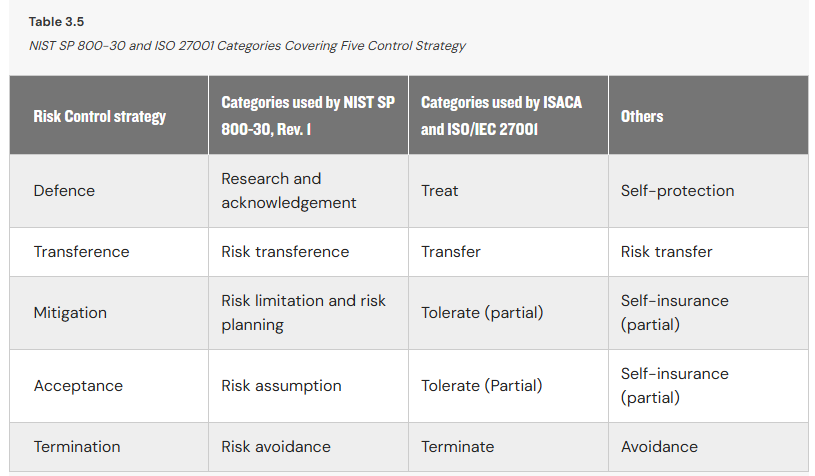 Table 3.5
NIST SP 800-30 and ISO 27001 Categories Covering Five Control Strategy
Risk Control strategy
Categories used by NIST SP
800-30, Rev. 1
Categories used by ISACA
and ISO/IEC 27001
Others
Defence
Research and
acknowledgement
Treat
Self-protection
Transference
Risk transference
Transfer
Risk transfer
Mitigation
Risk limitation and risk
planning
Tolerate (partial)
Self-insurance
(partial)
Acceptance
Risk assumption
Tolerate (Partial)
Self-insurance
(partial)
Termination
Risk avoidance
Terminate
Avoidance